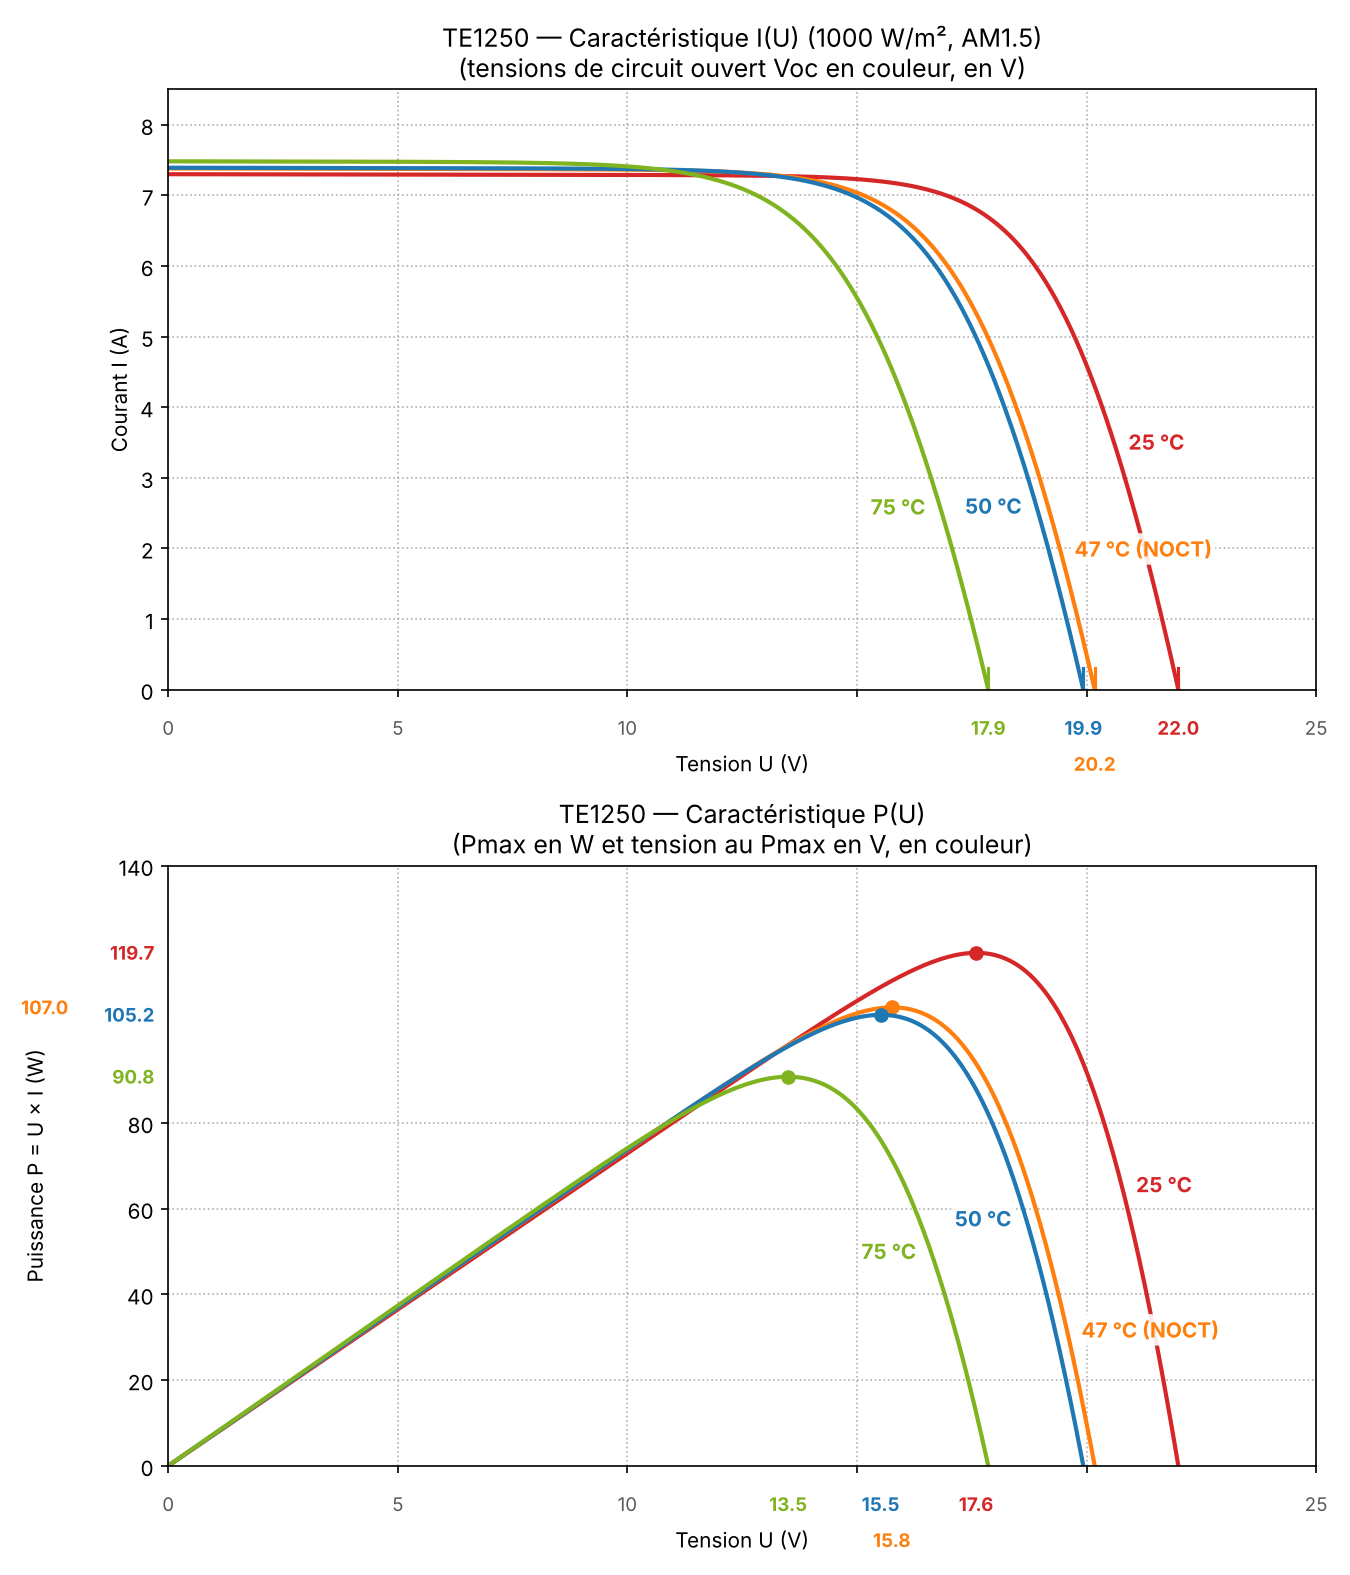 TE1250 — Caractéristique I(U) (1000 W/m², AM1.5)
(tensions de circuit ouvert Voc en couleur, en V)
8
7
6
5
4
3
2
1
0
Courant I (A)
25 °C
75 °C
50 °C
47 °C (NOCT)
0
5
10
17.9
19.9
22.0
25
20.2
Tension U (V)
TE1250 — Caractéristique P(U)
(Pmax en W et tension au Pmax en V, en couleur)
140
119.7
107.0
105.2
90.8
80
60
40
20
0
Puissance P = U × I (W)
25 °C
50 °C
75 °C
47 °C (NOCT)
0
5
10
13.5
15.5
17.6
25
15.8
Tension U (V)